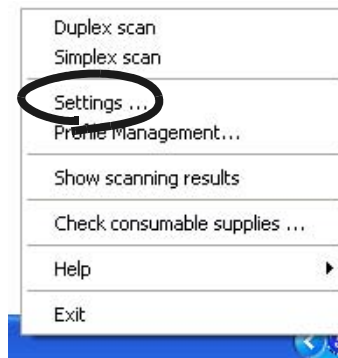 Duplex scan
Simplex scan
Settings ...
Profile Management...
Show scanning results
Check consumable supplies ...
Help
Exit